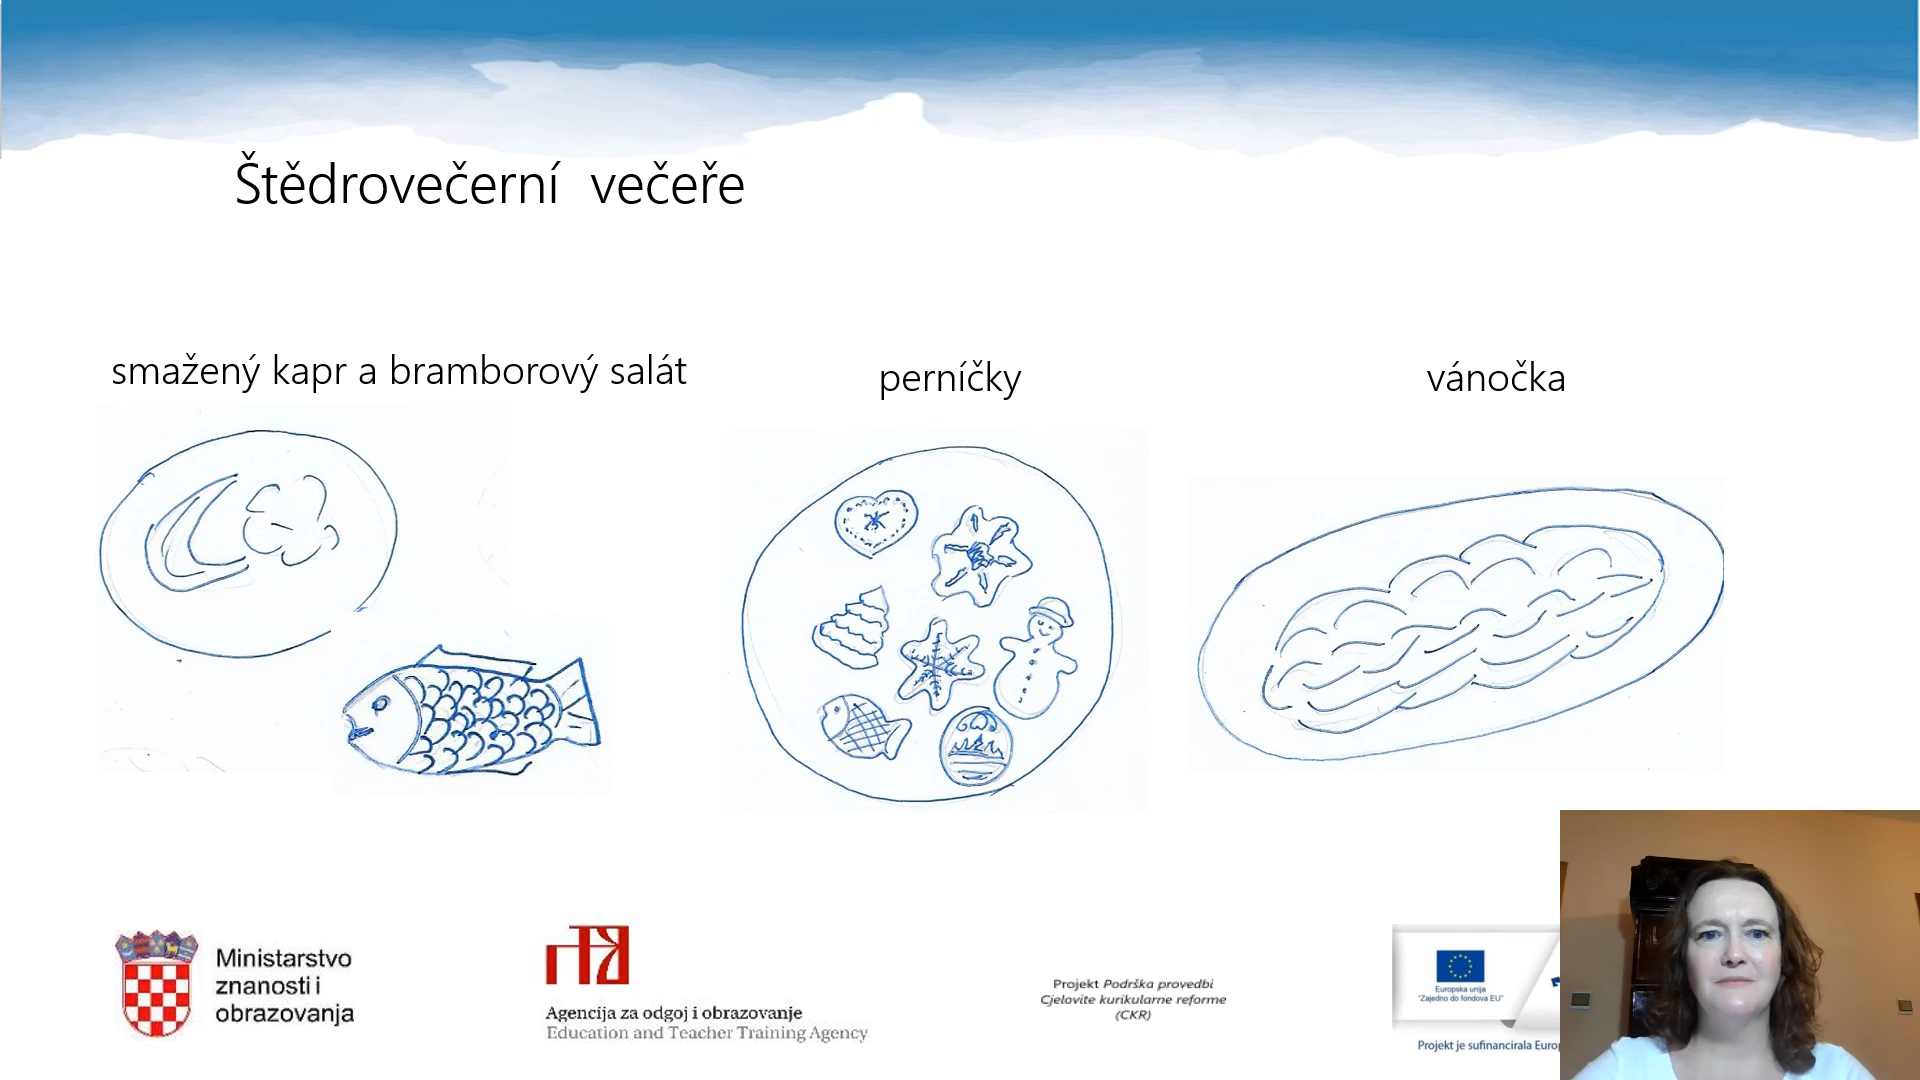 Štědrovečerní večeře
smažený kapr a bramborový salát
perníčky
vánočka
Ministarstvo
znanosti i
obrazovanja
Agencija za odgoj i obrazovanje
Education and Teacher Training Agency
Projekt Podrška provedbi
Cjelovite kurikularne reforme
(CKR)
Europska unija
"Zajedno do fondova EU"
Projekt je sufinancirala